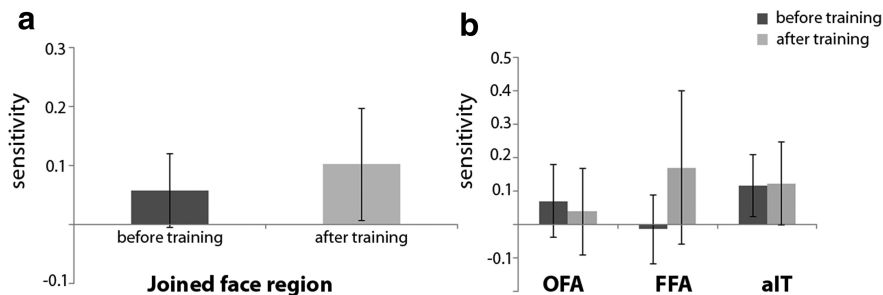 a
0.3
0.2
0.1
-0.1
sensitivity
before training
after training
Joined face region
b
before training
after training
0.5
0.4
0.3
0.2
0.1
-0.1
sensitivity
OFA
FFA
aIT